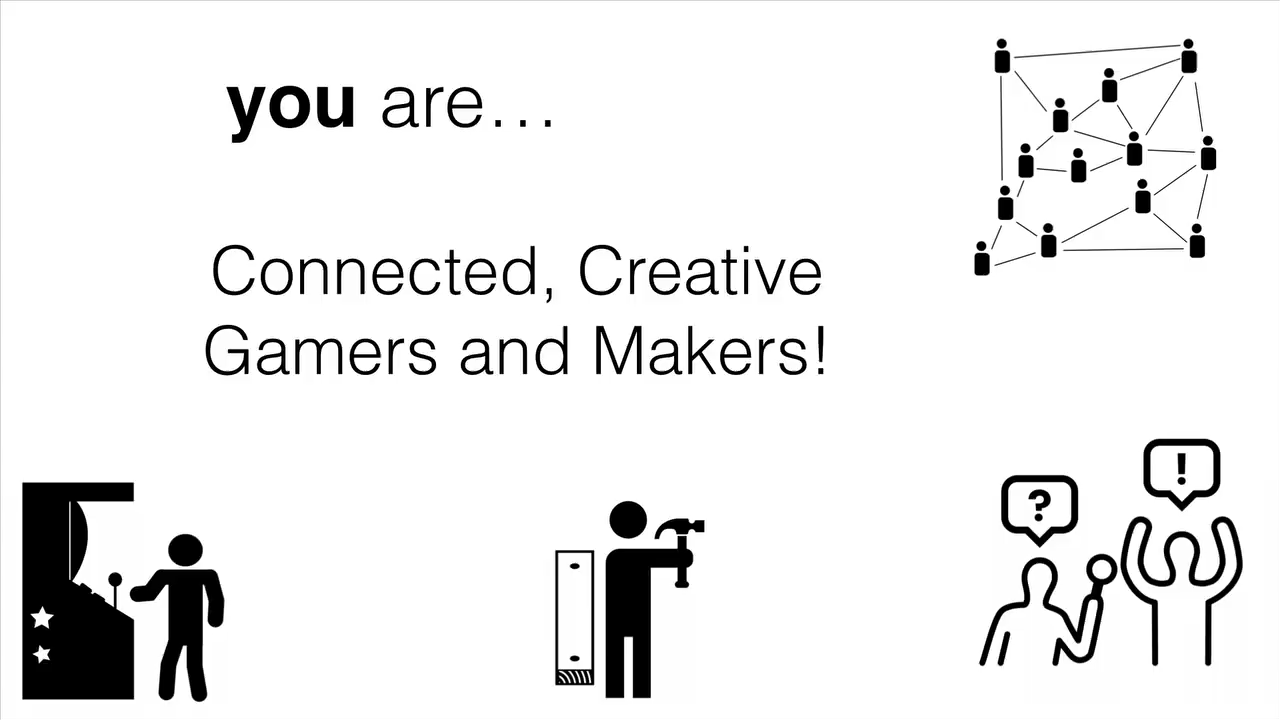 you are…
Connected, Creative
Gamers and Makers!
?
!